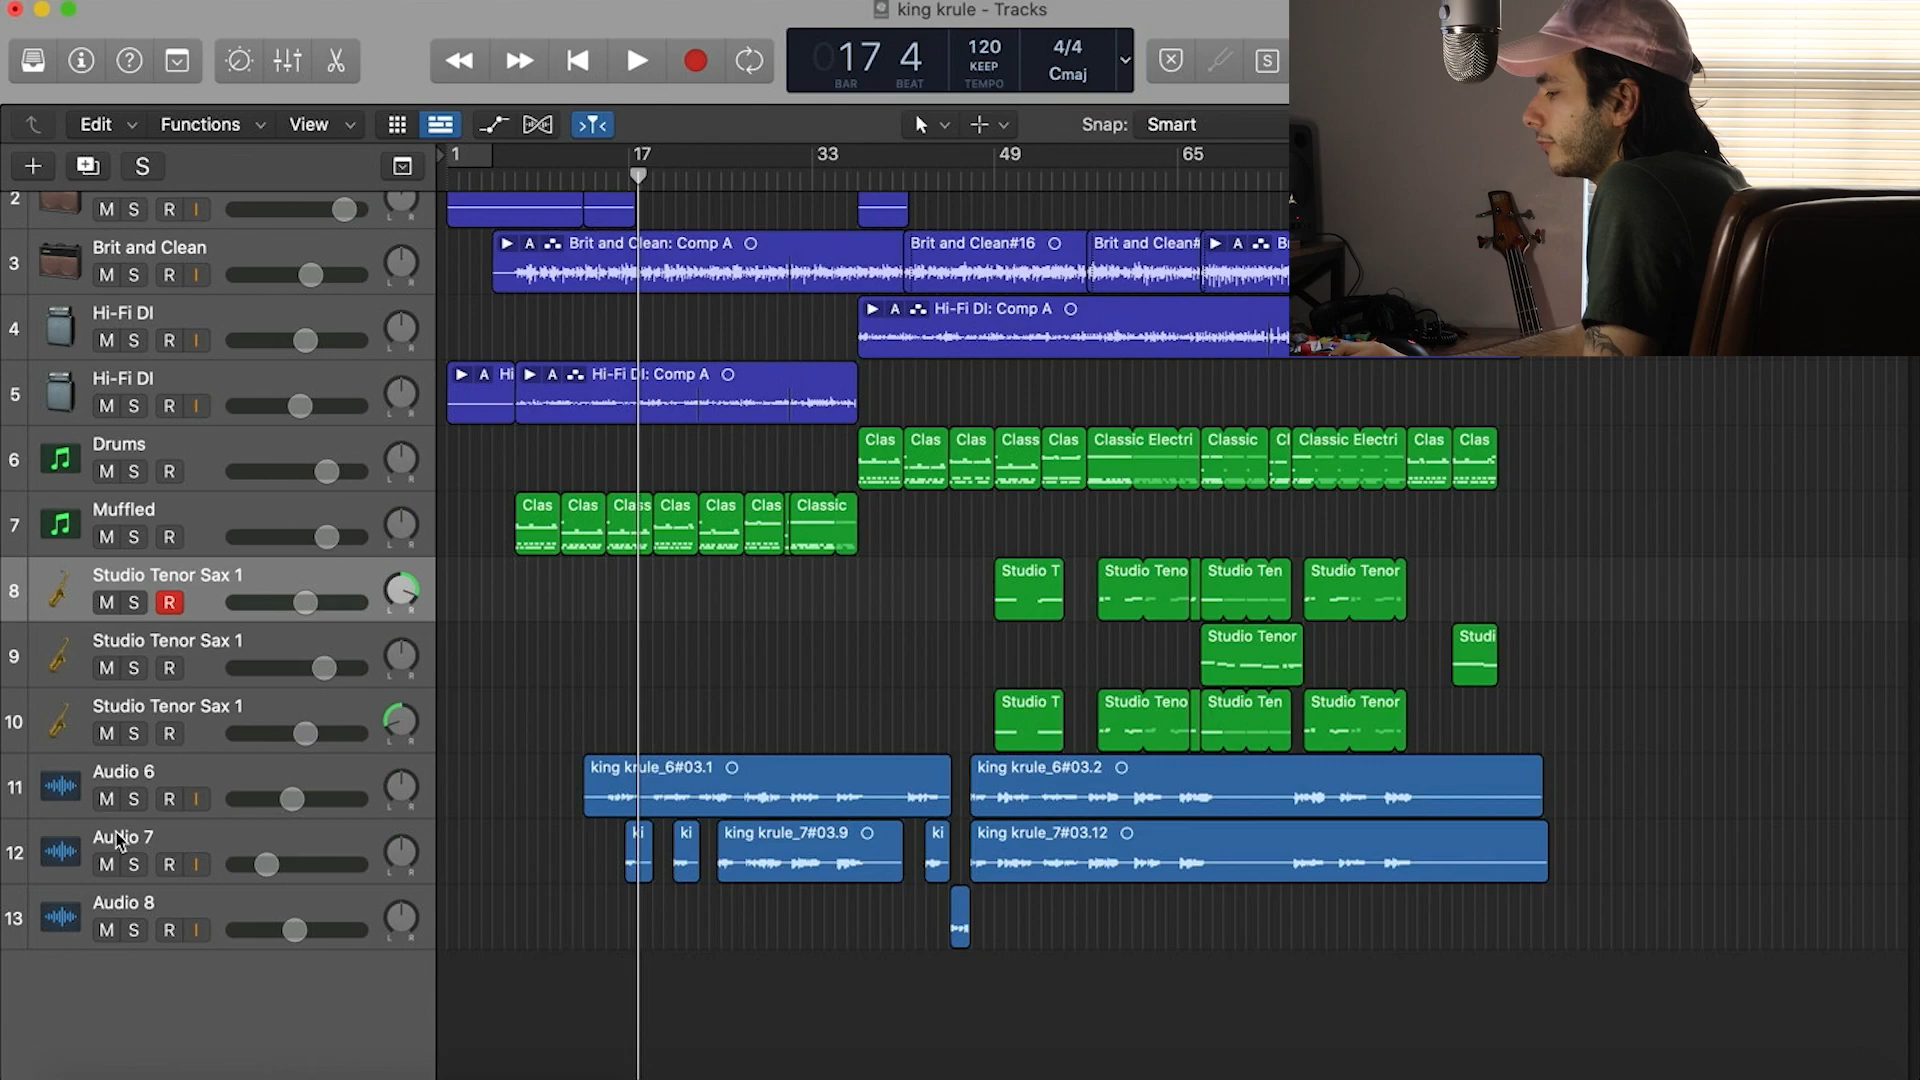 king krule - Tracks
017 4
BAR BEAT
120
KEEP
TEMPO
4/4
Cmaj
S
Edit Functions View Snap: Smart
+ S
1 17 33 49 65
2 M S R I L R
3 Brit and Clean M S R I L R
Brit and Clean: Comp A Brit and Clean#16 Brit and Clean#
4 Hi-Fi DI M S R I L R
A Hi-Fi DI: Comp A
5 Hi-Fi DI M S R I L R
A Hi A Hi-Fi DI: Comp A
6 Drums M S R L R
Clas Clas Clas Class Clas Classic Electri Classic Cl Classic Electri Clas Clas
7 Muffled M S R L R
Clas Clas Class Clas Clas Clas Classic
8 Studio Tenor Sax 1 M S R L R
Studio T Studio Teno Studio Ten Studio Tenor
9 Studio Tenor Sax 1 M S R L R
Studio Tenor Studi
10 Studio Tenor Sax 1 M S R L R
Studio T Studio Teno Studio Ten Studio Tenor
11 Audio 6 M S R I L R
king krule_6#03.1 king krule_6#03.2
12 Audio 7 M S R I L R
ki ki king krule_7#03.9 ki king krule_7#03.12
13 Audio 8 M S R I L R